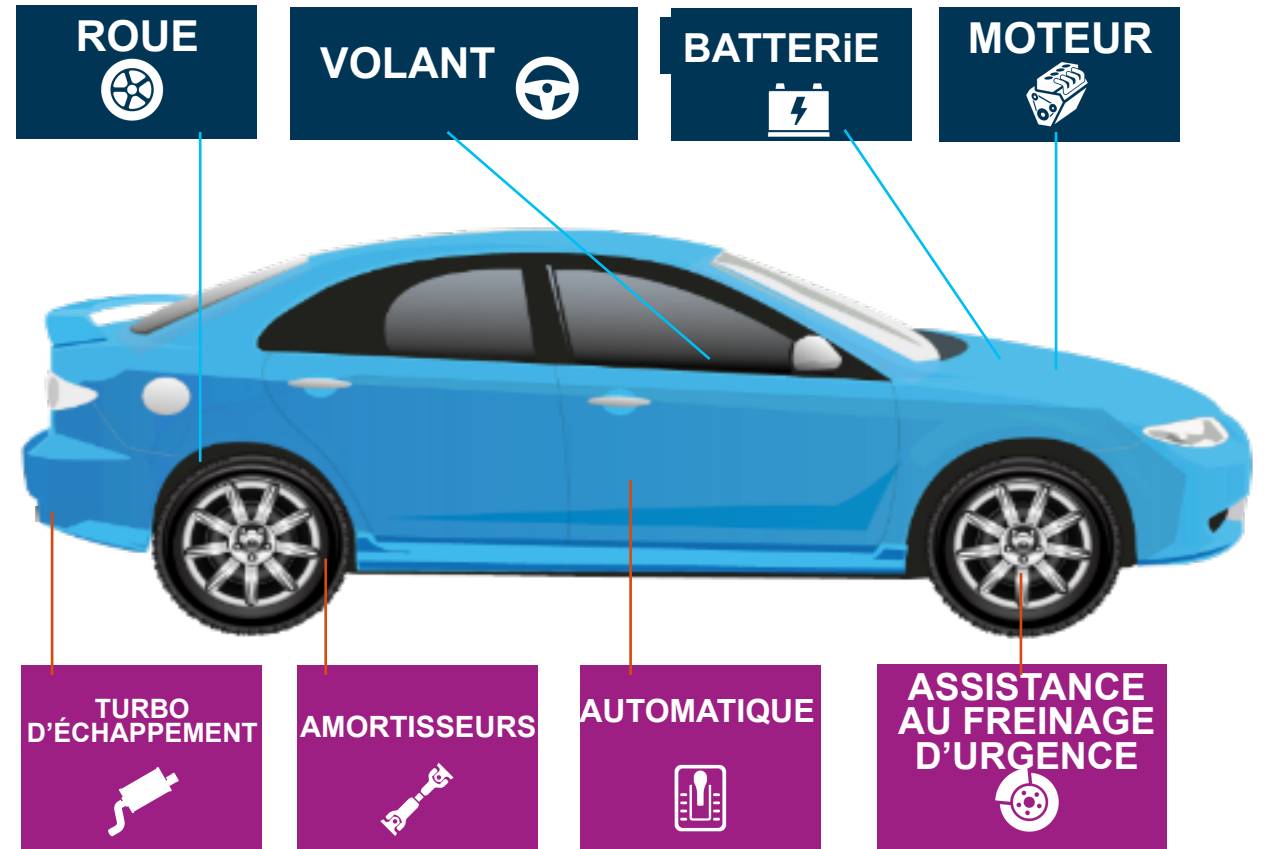 ROUE
VOLANT
BATTERiE
MOTEUR
TURBO
D'ÉCHAPPEMENT
AMORTISSEURS
AUTOMATIQUE
ASSISTANCE
AU FREINAGE
D'URGENCE